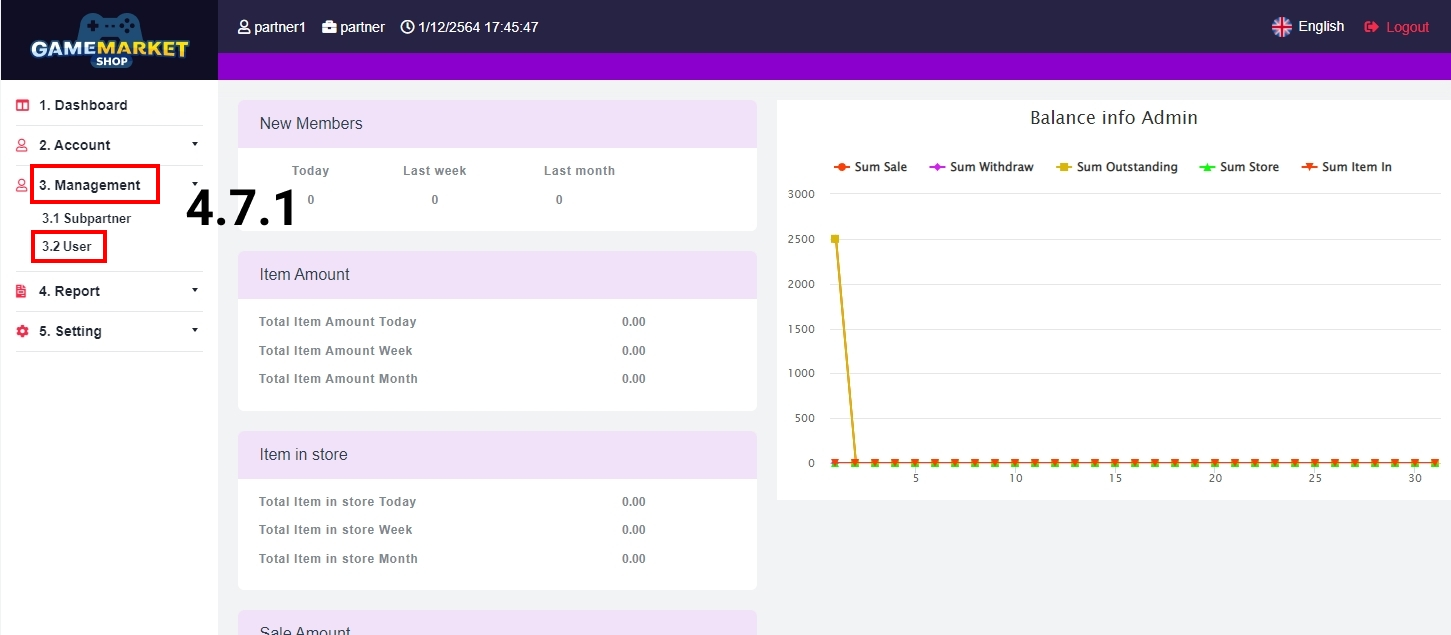 GAMEMARKET
SHOP
partner1 partner 1/12/2564 17:45:47
English Logout
1. Dashboard
2. Account
3. Management
3.1 Subpartner
3.2 User
4. Report
5. Setting
4.7.1
New Members
Today Last week Last month
0 0 0
Item Amount
Total Item Amount Today 0.00
Total Item Amount Week 0.00
Total Item Amount Month 0.00
Item in store
Total Item in store Today 0.00
Total Item in store Week 0.00
Total Item in store Month 0.00
Sale Amount
Balance info Admin
Sum Sale Sum Withdraw Sum Outstanding Sum Store Sum Item In
3000
2500
2000
1500
1000
500
0
5 10 15 20 25 30